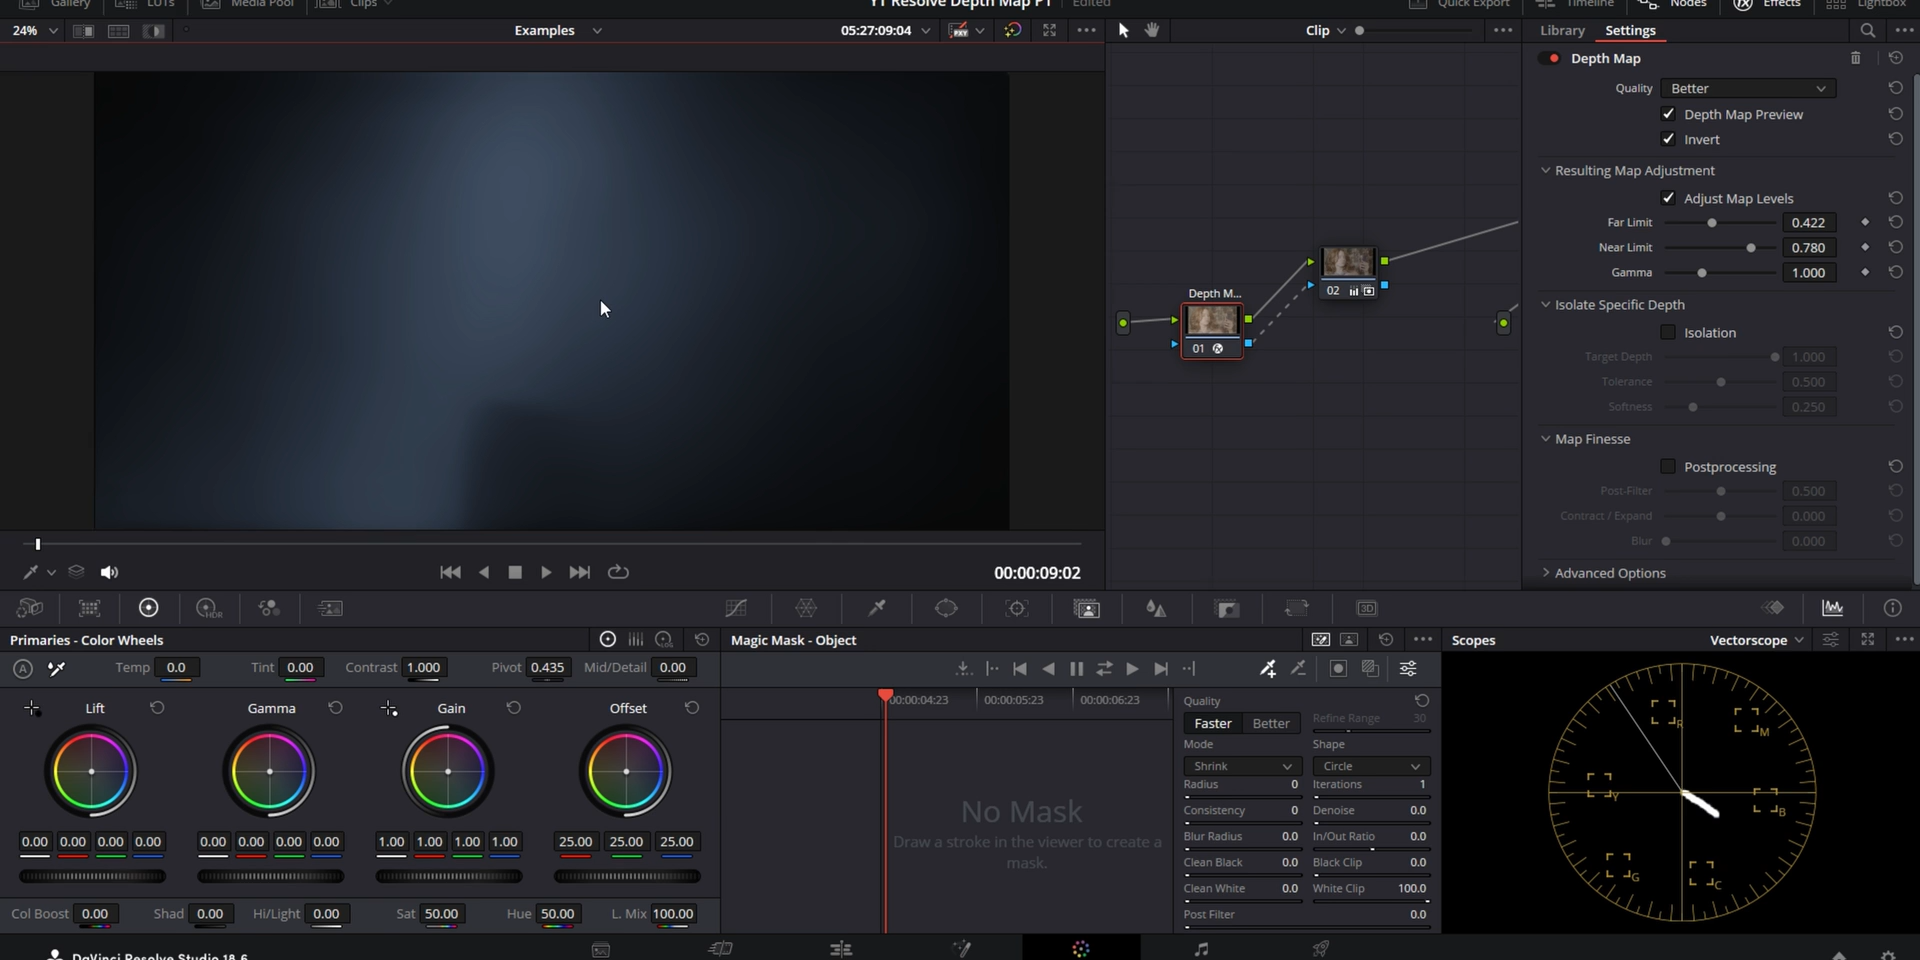 Gallery
LUTs
Media Pool
Clips
YT Resolve Depth Map P1
Edited
Quick Export
Timeline
Nodes
Effects
Lightbox
24%
Examples
05:27:09:04
PXY
Clip
Library
Settings
Depth Map
Quality
Better
Depth Map Preview
Invert
Resulting Map Adjustment
Adjust Map Levels
Far Limit
0.422
Near Limit
0.780
Gamma
1.000
Isolate Specific Depth
Isolation
Target Depth
1.000
Tolerance
0.500
Softness
0.250
Map Finesse
Postprocessing
Post-Filter
0.500
Contract / Expand
0.000
Blur
0.000
Advanced Options
Depth M...
01
02
00:00:09:02
HDR
3D
Primaries - Color Wheels
A
Temp
0.0
Tint
0.00
Contrast
1.000
Pivot
0.435
Mid/Detail
0.00
Lift
Gamma
Gain
Offset
0.00 0.00 0.00 0.00
0.00 0.00 0.00 0.00
1.00 1.00 1.00 1.00
25.00 25.00 25.00
Col Boost
0.00
Shad
0.00
Hi/Light
0.00
Sat
50.00
Hue
50.00
L. Mix
100.00
Magic Mask - Object
00:00:04:23
00:00:05:23
00:00:06:23
No Mask
Draw a stroke in the viewer to create a
mask.
Quality
Faster
Better
Refine Range
30
Mode
Shape
Shrink
Circle
Radius
0
Iterations
1
Consistency
0
Denoise
0.0
Blur Radius
0.0
In/Out Ratio
0.0
Clean Black
0.0
Black Clip
0.0
Clean White
0.0
White Clip
100.0
Post Filter
0.0
Scopes
Vectorscope
R
M
Y
B
G
C
DaVinci Resolve Studio 18.6